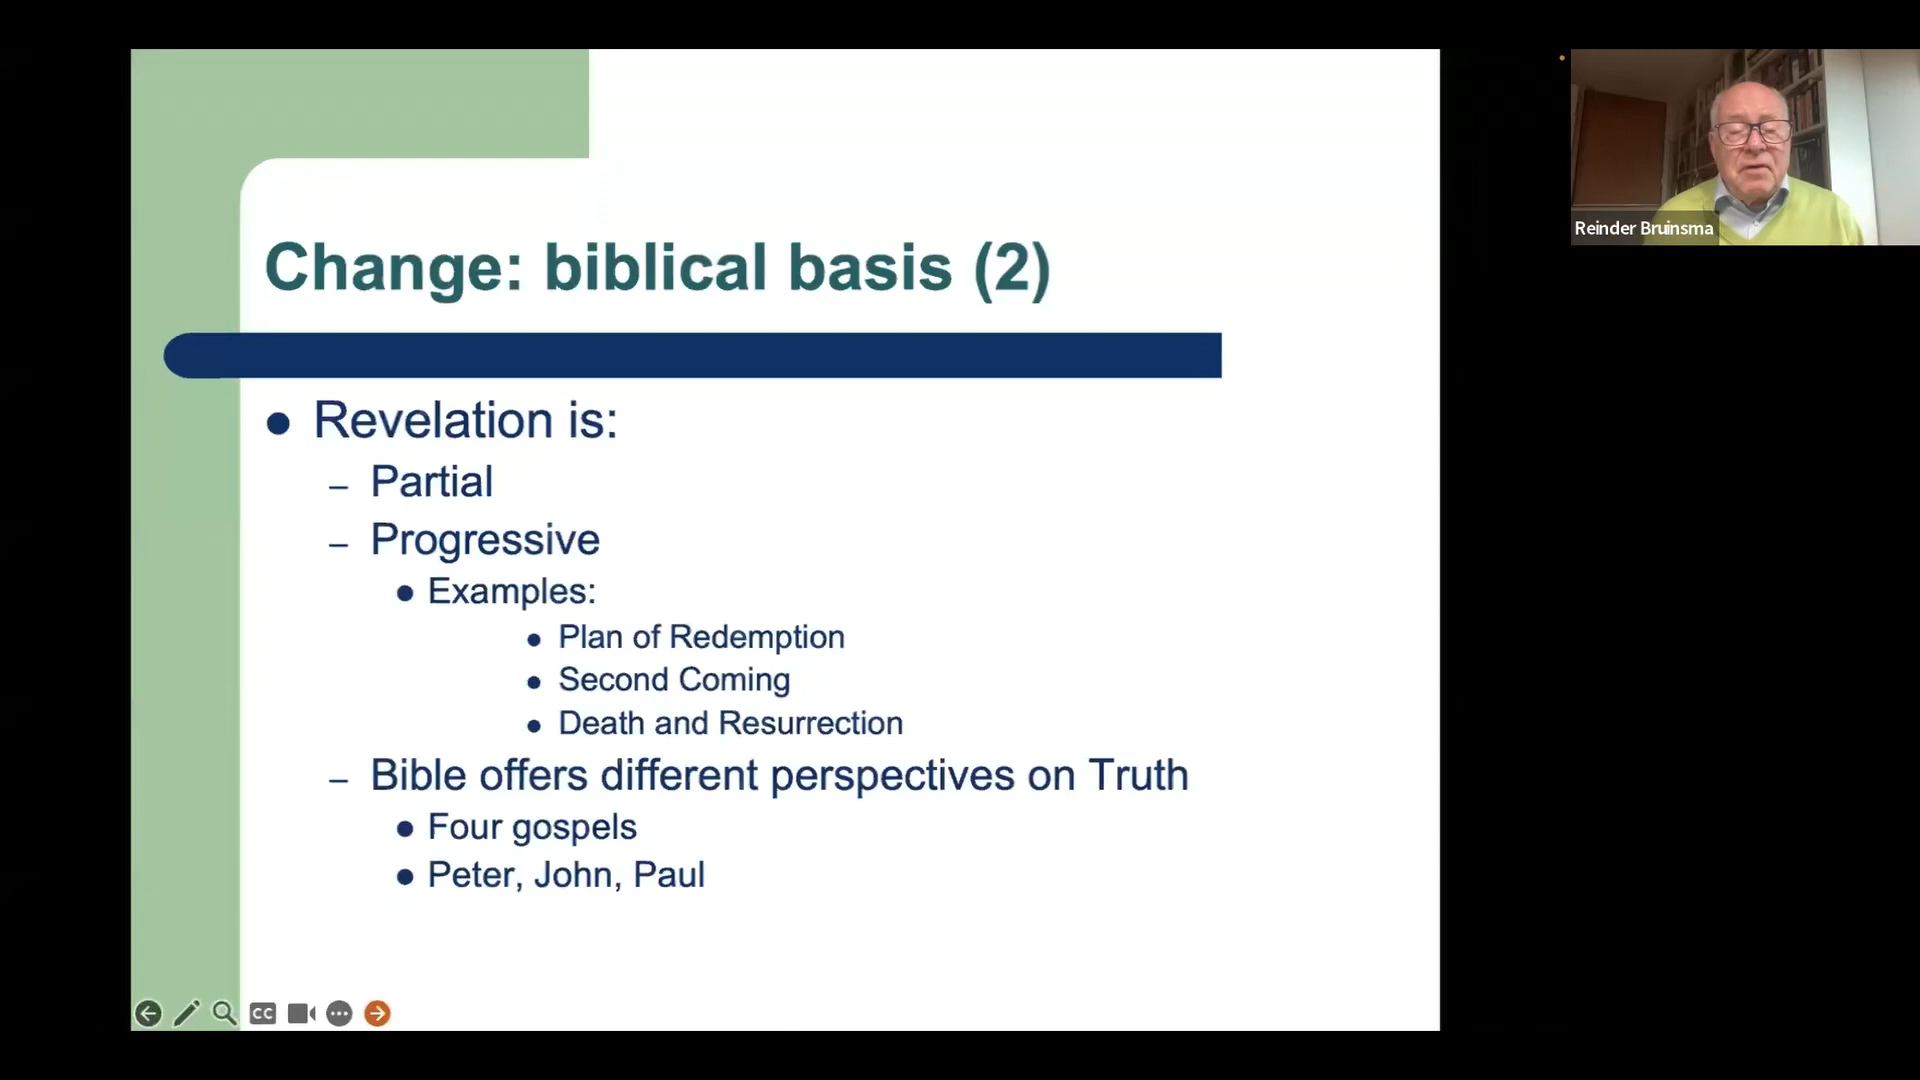 Change: biblical basis (2)
● Revelation is:
– Partial
– Progressive
● Examples:
● Plan of Redemption
● Second Coming
● Death and Resurrection
– Bible offers different perspectives on Truth
● Four gospels
● Peter, John, Paul
CC
Reinder Bruinsma